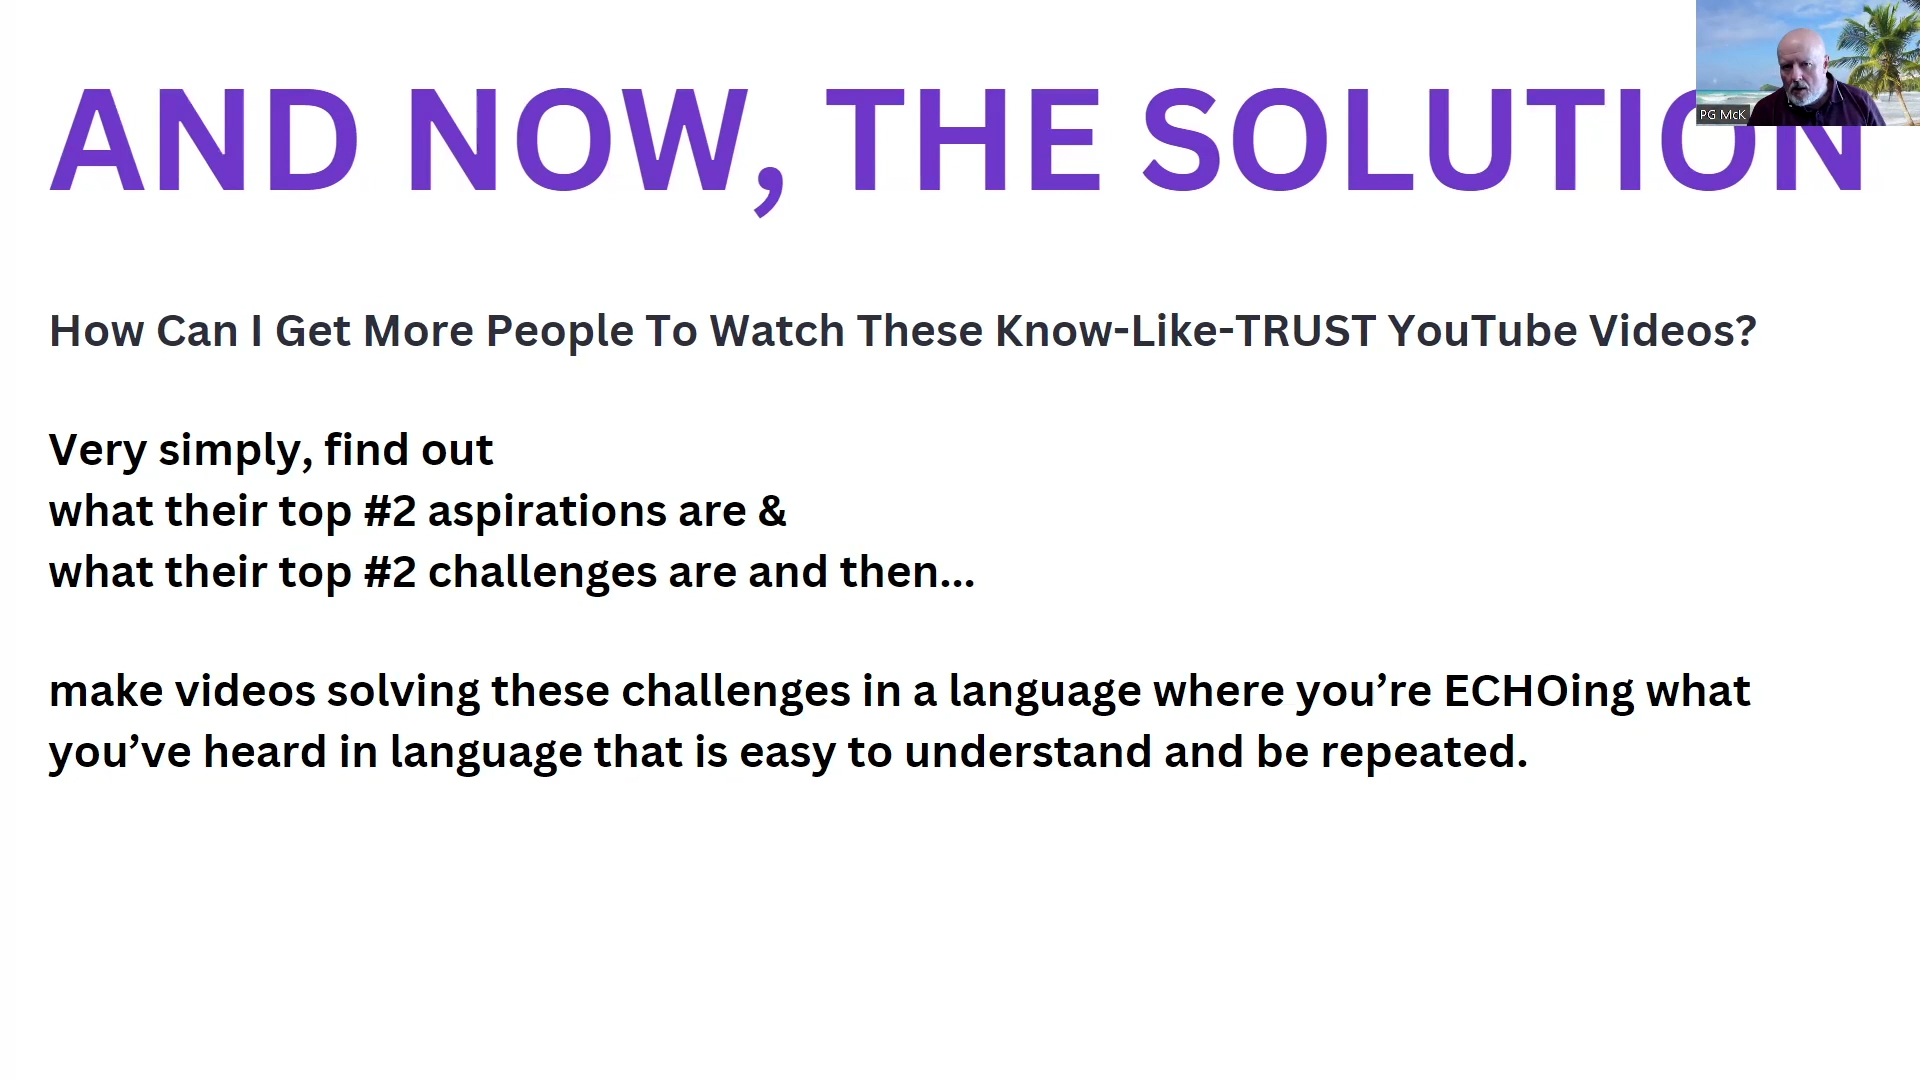 AND NOW, THE SOLUTION
PG McK
How Can I Get More People To Watch These Know-Like-TRUST YouTube Videos?
Very simply, find out
what their top #2 aspirations are &
what their top #2 challenges are and then...
make videos solving these challenges in a language where you’re ECHOing what
you’ve heard in language that is easy to understand and be repeated.